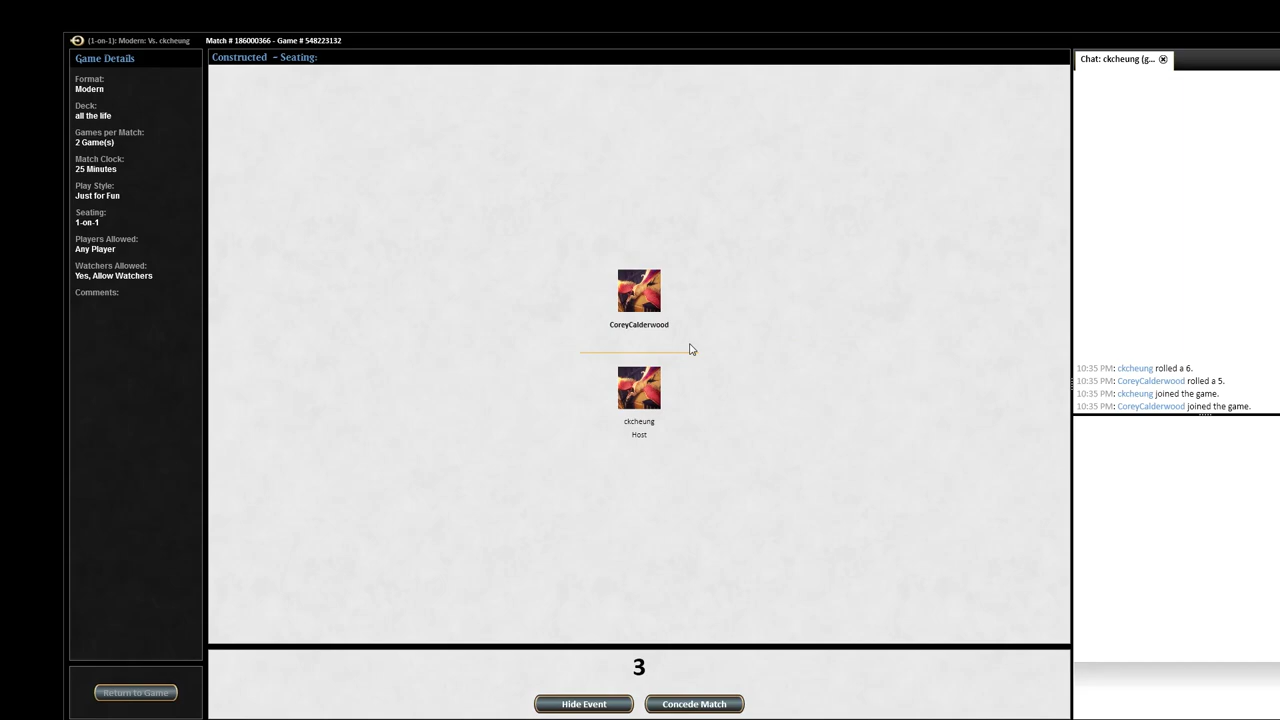 (1-on-1): Modern: Vs. ckcheung
Match # 186000366 - Game # 548223132
Game Details
Format:
Modern
Deck:
all the life
Games per Match:
2 Game(s)
Match Clock:
25 Minutes
Play Style:
Just for Fun
Seating:
1-on-1
Players Allowed:
Any Player
Watchers Allowed:
Yes, Allow Watchers
Comments:
Return to Game
Constructed - Seating:
CoreyCalderwood
ckcheung
Host
3
Hide Event
Concede Match
Chat: ckcheung (g...
10:35 PM: ckcheung rolled a 6.
10:35 PM: CoreyCalderwood rolled a 5.
10:35 PM: ckcheung joined the game.
10:35 PM: CoreyCalderwood joined the game.